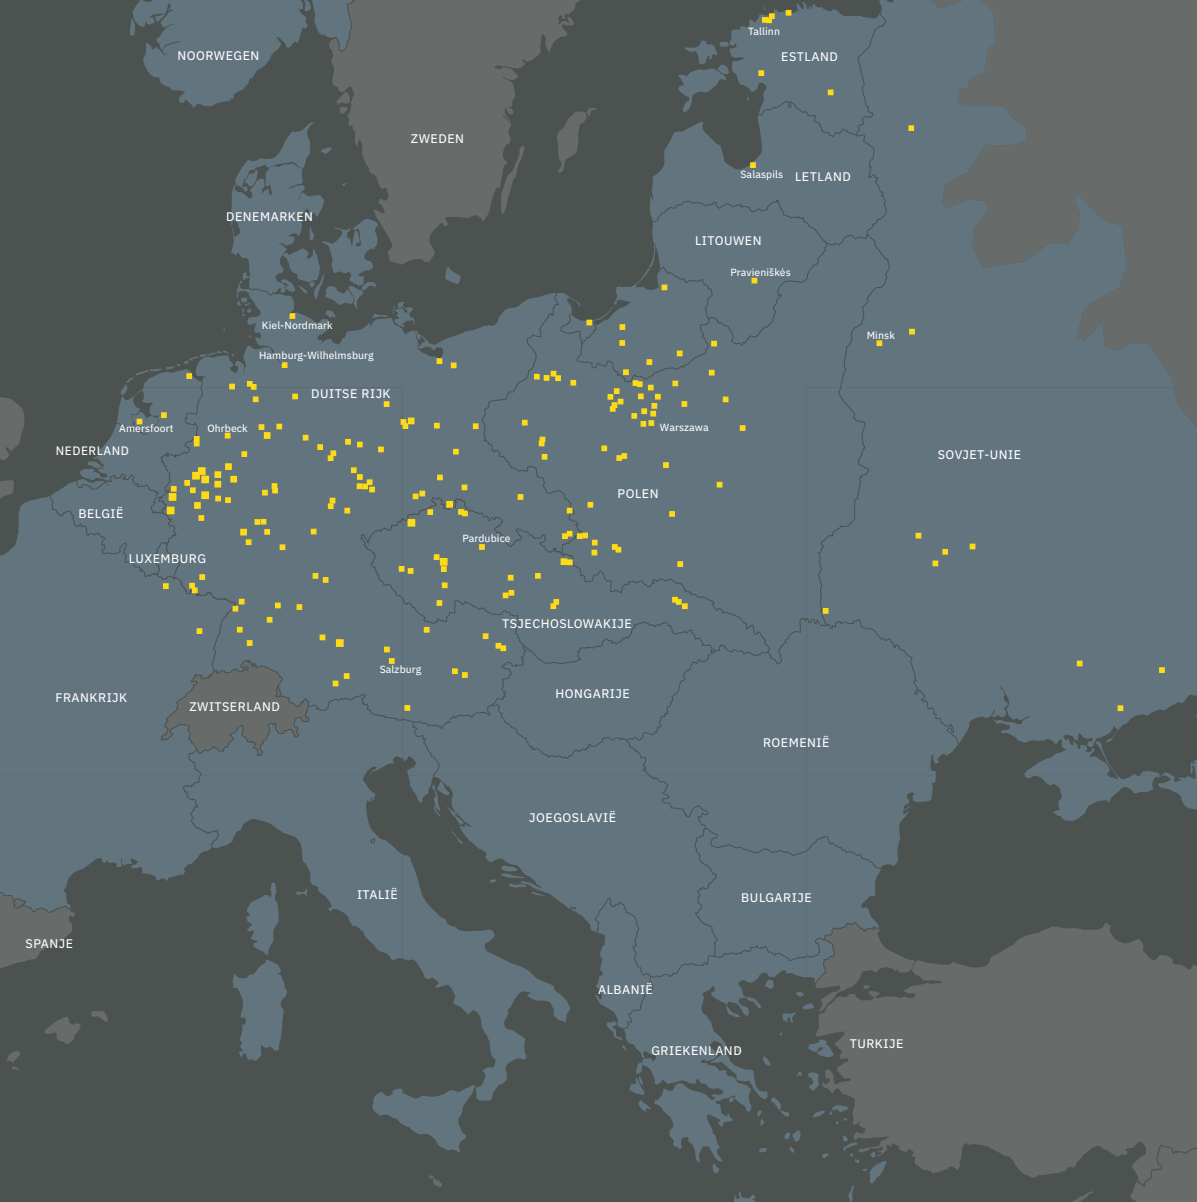 Tallinn
NOORWEGEN
ESTLAND
ZWEDEN
Salaspils
LETLAND
DENEMARKEN
LITOUWEN
Pravieniškės
Kiel-Nordmark
Minsk
Hamburg-Wilhelmsburg
DUITSE RIJK
Amersfoort
Ohrbeck
Warszawa
NEDERLAND
SOVJET-UNIE
POLEN
BELGIË
Pardubice
LUXEMBURG
TSJECHOSLOWAKIJE
Salzburg
HONGARIJE
FRANKRIJK
ZWITSERLAND
ROEMENIË
JOEGOSLAVIË
ITALIË
BULGARIJE
SPANJE
ALBANIË
TURKIJE
GRIEKENLAND